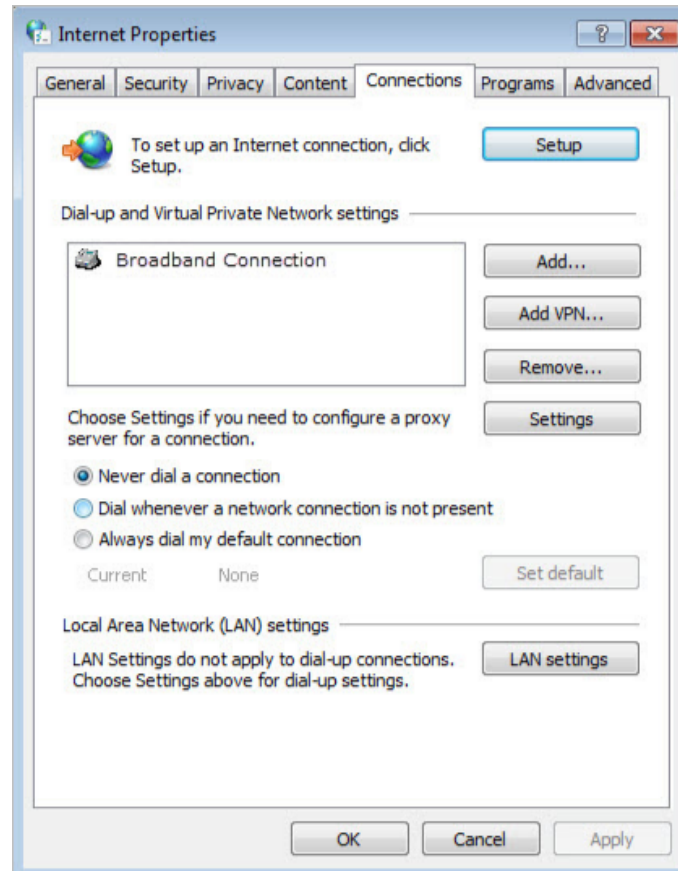 Internet Properties
General Security Privacy Content Connections Programs Advanced
To set up an Internet connection, click
Setup.
Setup
Dial-up and Virtual Private Network settings
Broadband Connection
Add...
Add VPN...
Remove...
Choose Settings if you need to configure a proxy
server for a connection.
Settings
Never dial a connection
Dial whenever a network connection is not present
Always dial my default connection
Current None
Set default
Local Area Network (LAN) settings
LAN Settings do not apply to dial-up connections.
Choose Settings above for dial-up settings.
LAN settings
OK Cancel Apply